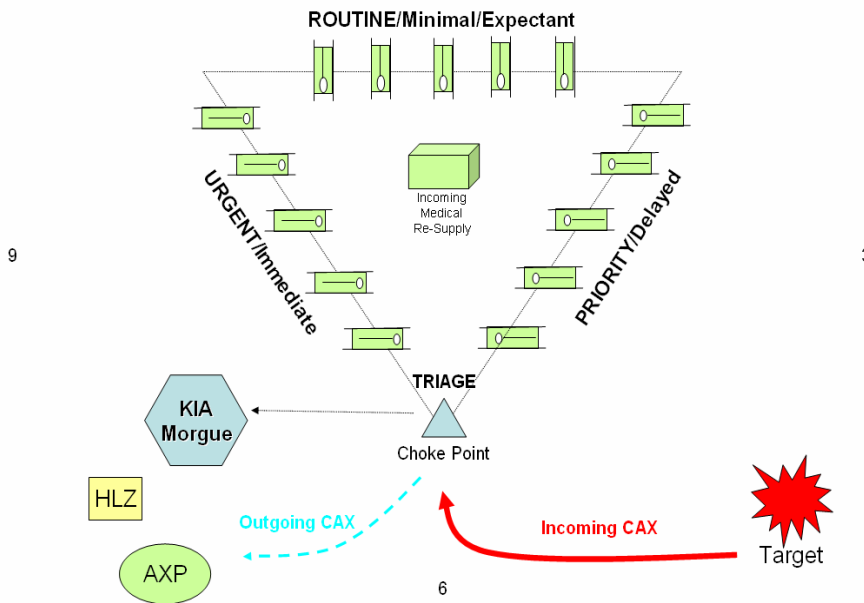 ROUTINE/Minimal/Expectant
URGENT/Immediate
Incoming
Medical
Re-Supply
PRIORITY/Delayed
9
3
TRIAGE
KIA
Morgue
Choke Point
HLZ
Outgoing CAX
Incoming CAX
Target
AXP
6